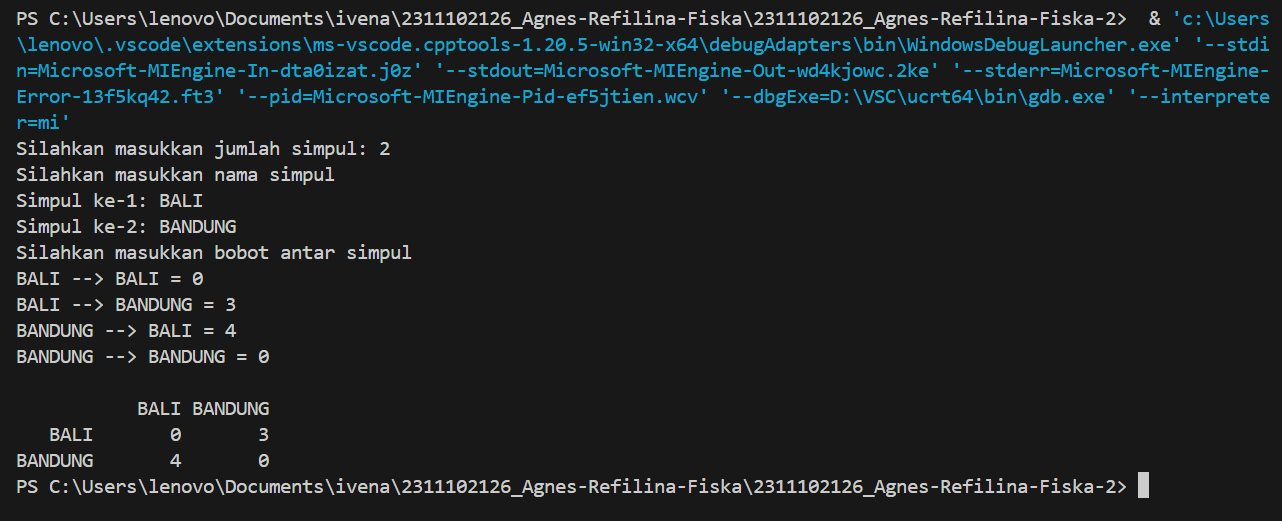 PS C:\Users\lenovo\Documents\ivena\2311102126_Agnes-Refilina-Fiska\2311102126_Agnes-Refilina-Fiska-2>  & 'c:\Users
\lenovo\.vscode\extensions\ms-vscode.cpptools-1.20.5-win32-x64\debugAdapters\bin\WindowsDebugLauncher.exe' '--stdi
n=Microsoft-MIEngine-In-dta0izat.j0z' '--stdout=Microsoft-MIEngine-Out-wd4kjowc.2ke' '--stderr=Microsoft-MIEngine-
Error-13f5kq42.ft3' '--pid=Microsoft-MIEngine-Pid-ef5jtien.wcv' '--dbgExe=D:\VSC\ucrt64\bin\gdb.exe' '--interprete
r=mi'
Silahkan masukkan jumlah simpul: 2
Silahkan masukkan nama simpul
Simpul ke-1: BALI
Simpul ke-2: BANDUNG
Silahkan masukkan bobot antar simpul
BALI --> BALI = 0
BALI --> BANDUNG = 3
BANDUNG --> BALI = 4
BANDUNG --> BANDUNG = 0
           BALI BANDUNG
   BALI       0       3
BANDUNG       4       0
PS C:\Users\lenovo\Documents\ivena\2311102126_Agnes-Refilina-Fiska\2311102126_Agnes-Refilina-Fiska-2>